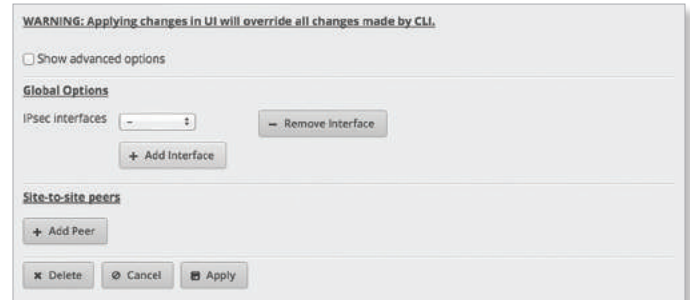 WARNING: Applying changes in UI will override all changes made by CLI.
Show advanced options
Global Options
IPsec interfaces - − Remove Interface
+ Add Interface
Site-to-site peers
+ Add Peer
Delete Cancel Apply